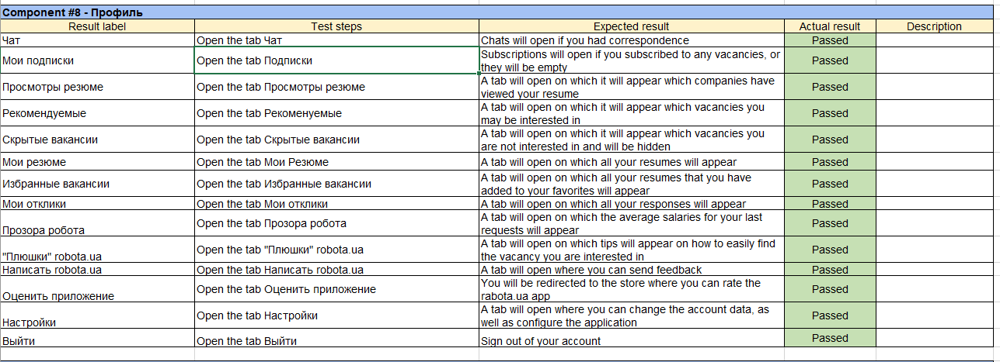 Component #8 - Профиль
Result label Test steps Expected result Actual result Description
Чат Open the tab Чат Chats will open if you had correspondence Passed
Мои подписки Open the tab Подписки Subscriptions will open if you subscribed to any vacancies, or
they will be empty Passed
Просмотры резюме Open the tab Просмотры резюме A tab will open on which it will appear which companies have
viewed your resume Passed
Рекомендуемые Open the tab Рекоменуемые A tab will open on which it will appear which vacancies you
may be interested in Passed
Скрытые вакансии Open the tab Скрытые вакансии A tab will open on which it will appear which vacancies you
are not interested in and will be hidden Passed
Мои резюме Open the tab Мои Резюме A tab will open on which all your resumes will appear Passed
Избранные вакансии Open the tab Избранные вакансии A tab will open on which all your resumes that you have
added to your favorites will appear Passed
Мои отклики Open the tab Мои отклики A tab will open on which all your responses will appear Passed
Прозора робота Open the tab Прозора робота A tab will open on which the average salaries for your last
requests will appear Passed
"Плюшки" robota.ua Open the tab "Плюшки" robota.ua A tab will open on which tips will appear on how to easily find
the vacancy you are interested in Passed
Написать robota.ua Open the tab Написать robota.ua A tab will open where you can send feedback Passed
Оценить приложение Open the tab Оценить приложение You will be redirected to the store where you can rate the
rabota.ua app Passed
Настройки Open the tab Настройки A tab will open where you can change the account data, as
well as configure the application Passed
Выйти Open the tab Выйти Sign out of your account Passed